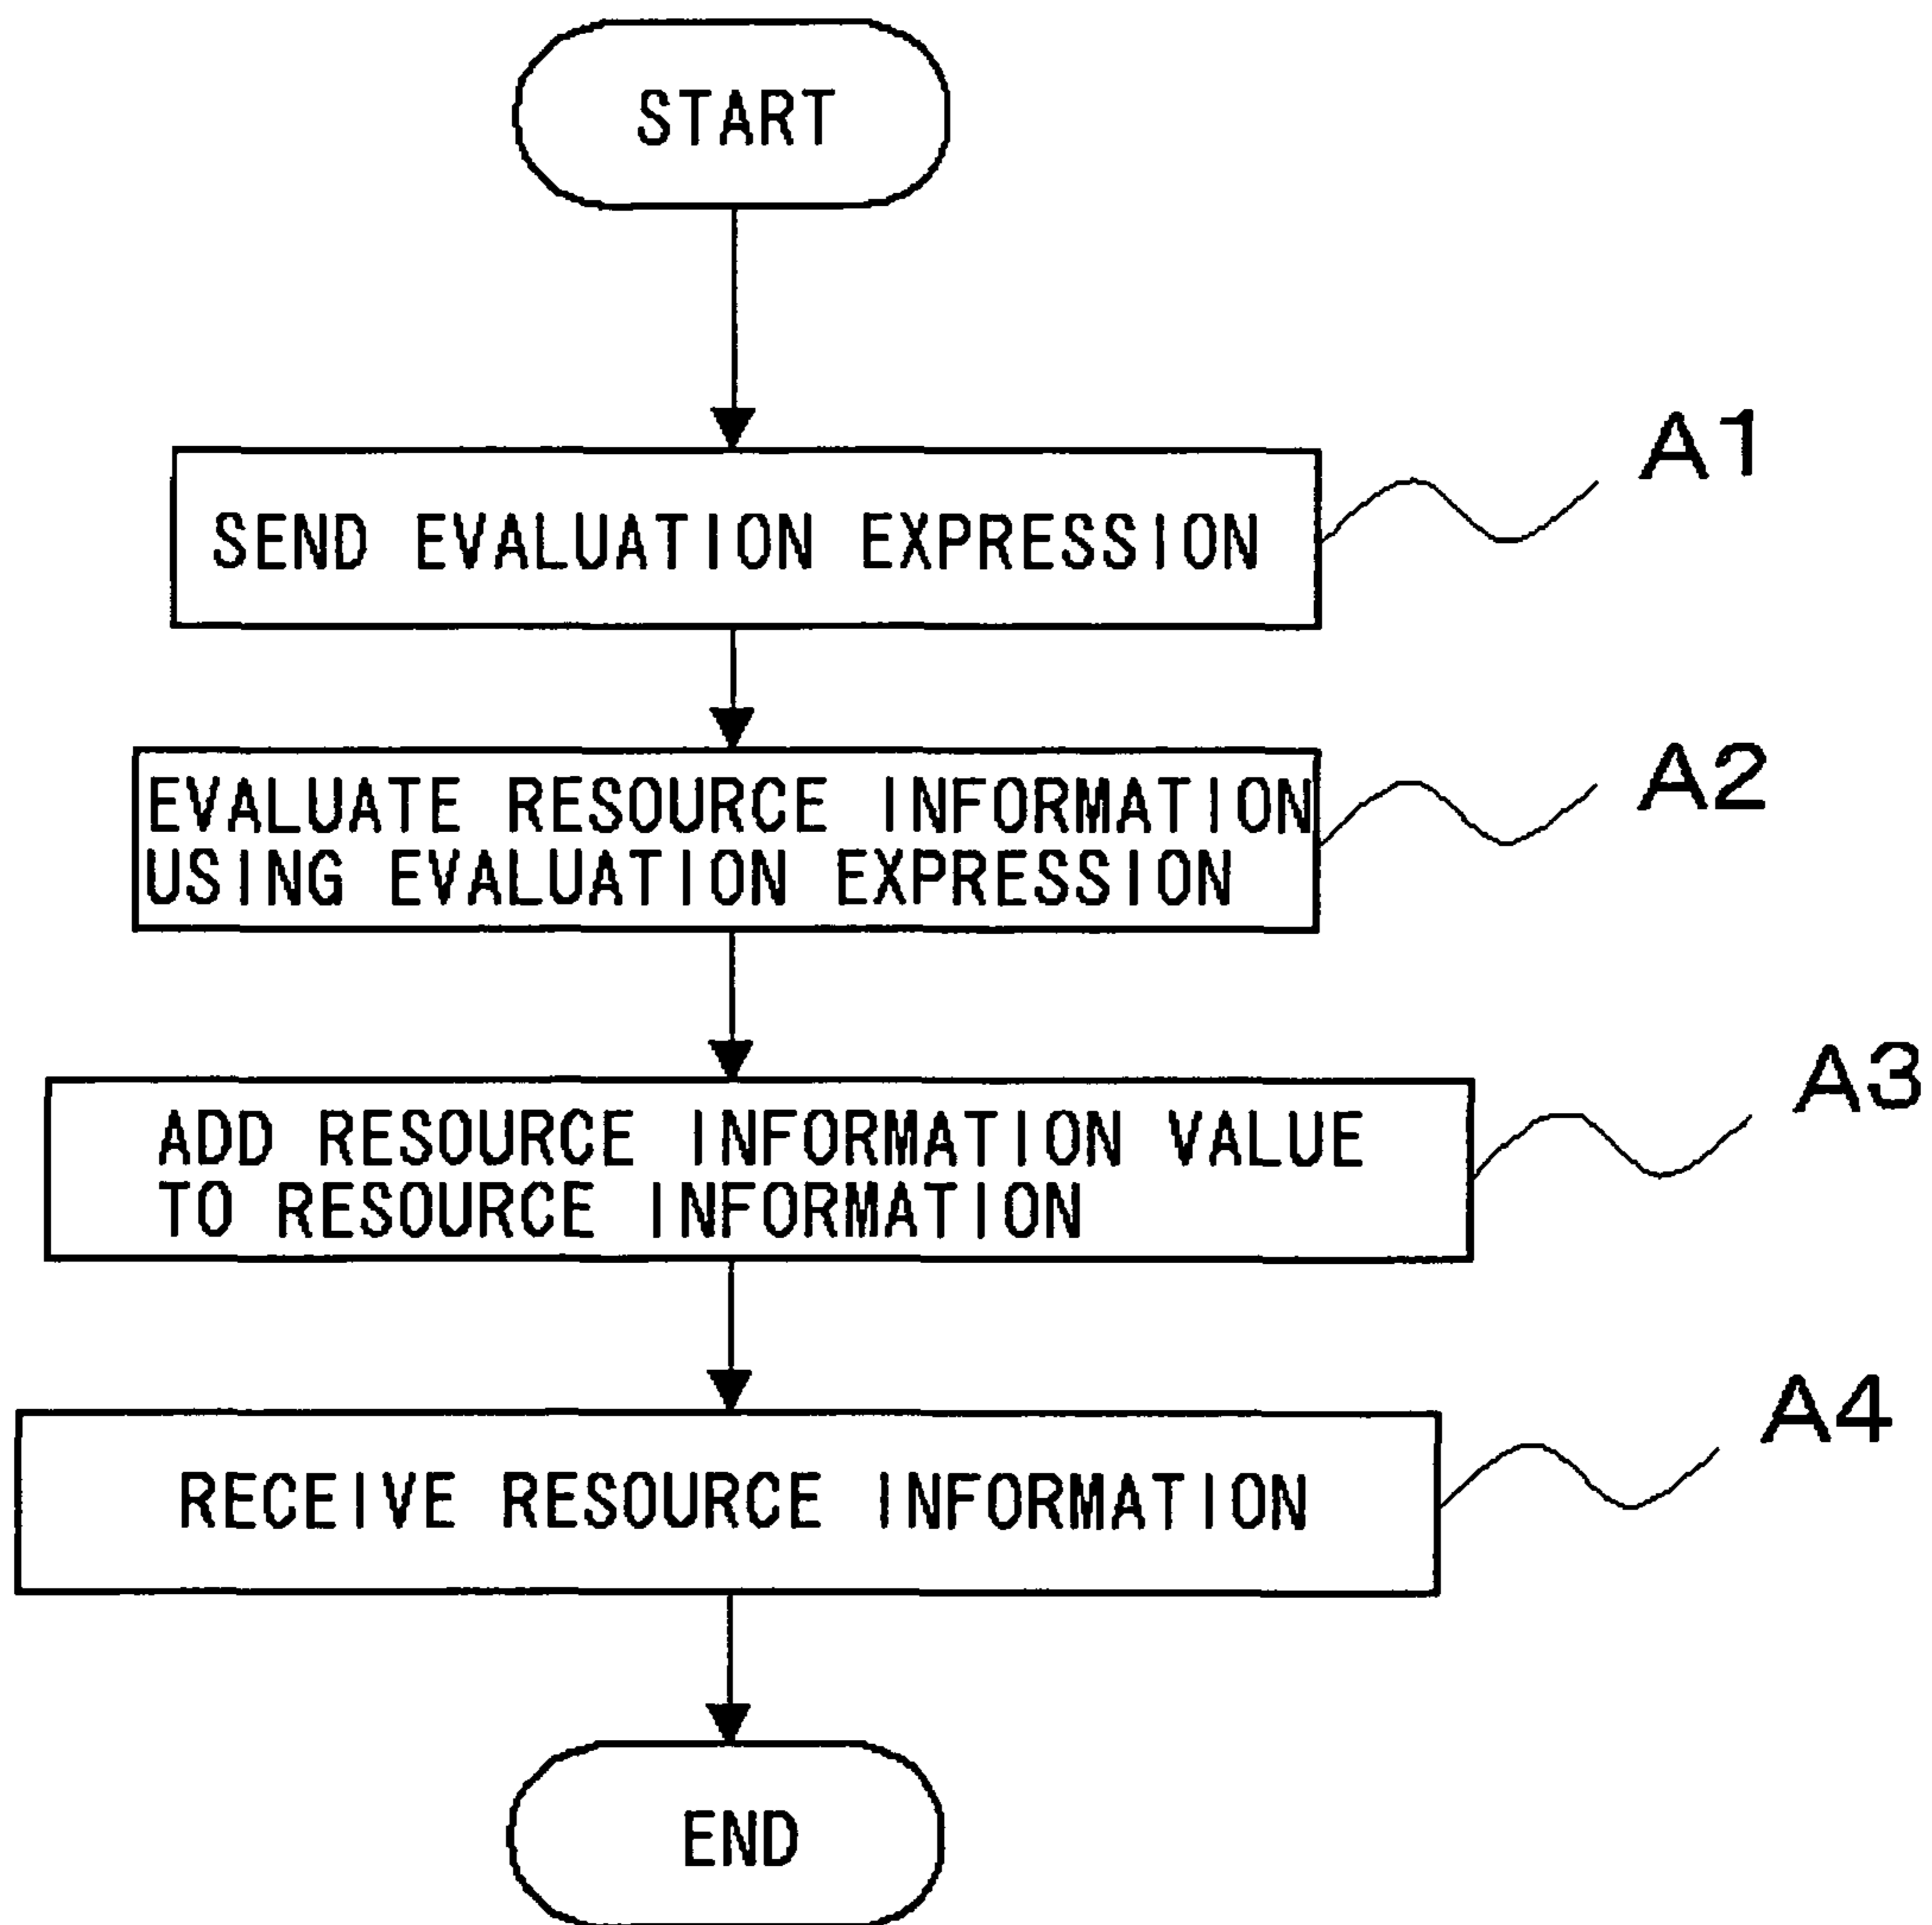 START
SEND EVALUATION EXPRESSION
A1
EVALUATE RESOURCE INFORMATION
USING EVALUATION EXPRESSION
A2
ADD RESOURCE INFORMATION VALUE
TO RESOURCE INFORMATION
A3
RECEIVE RESOURCE INFORMATION
A4
END